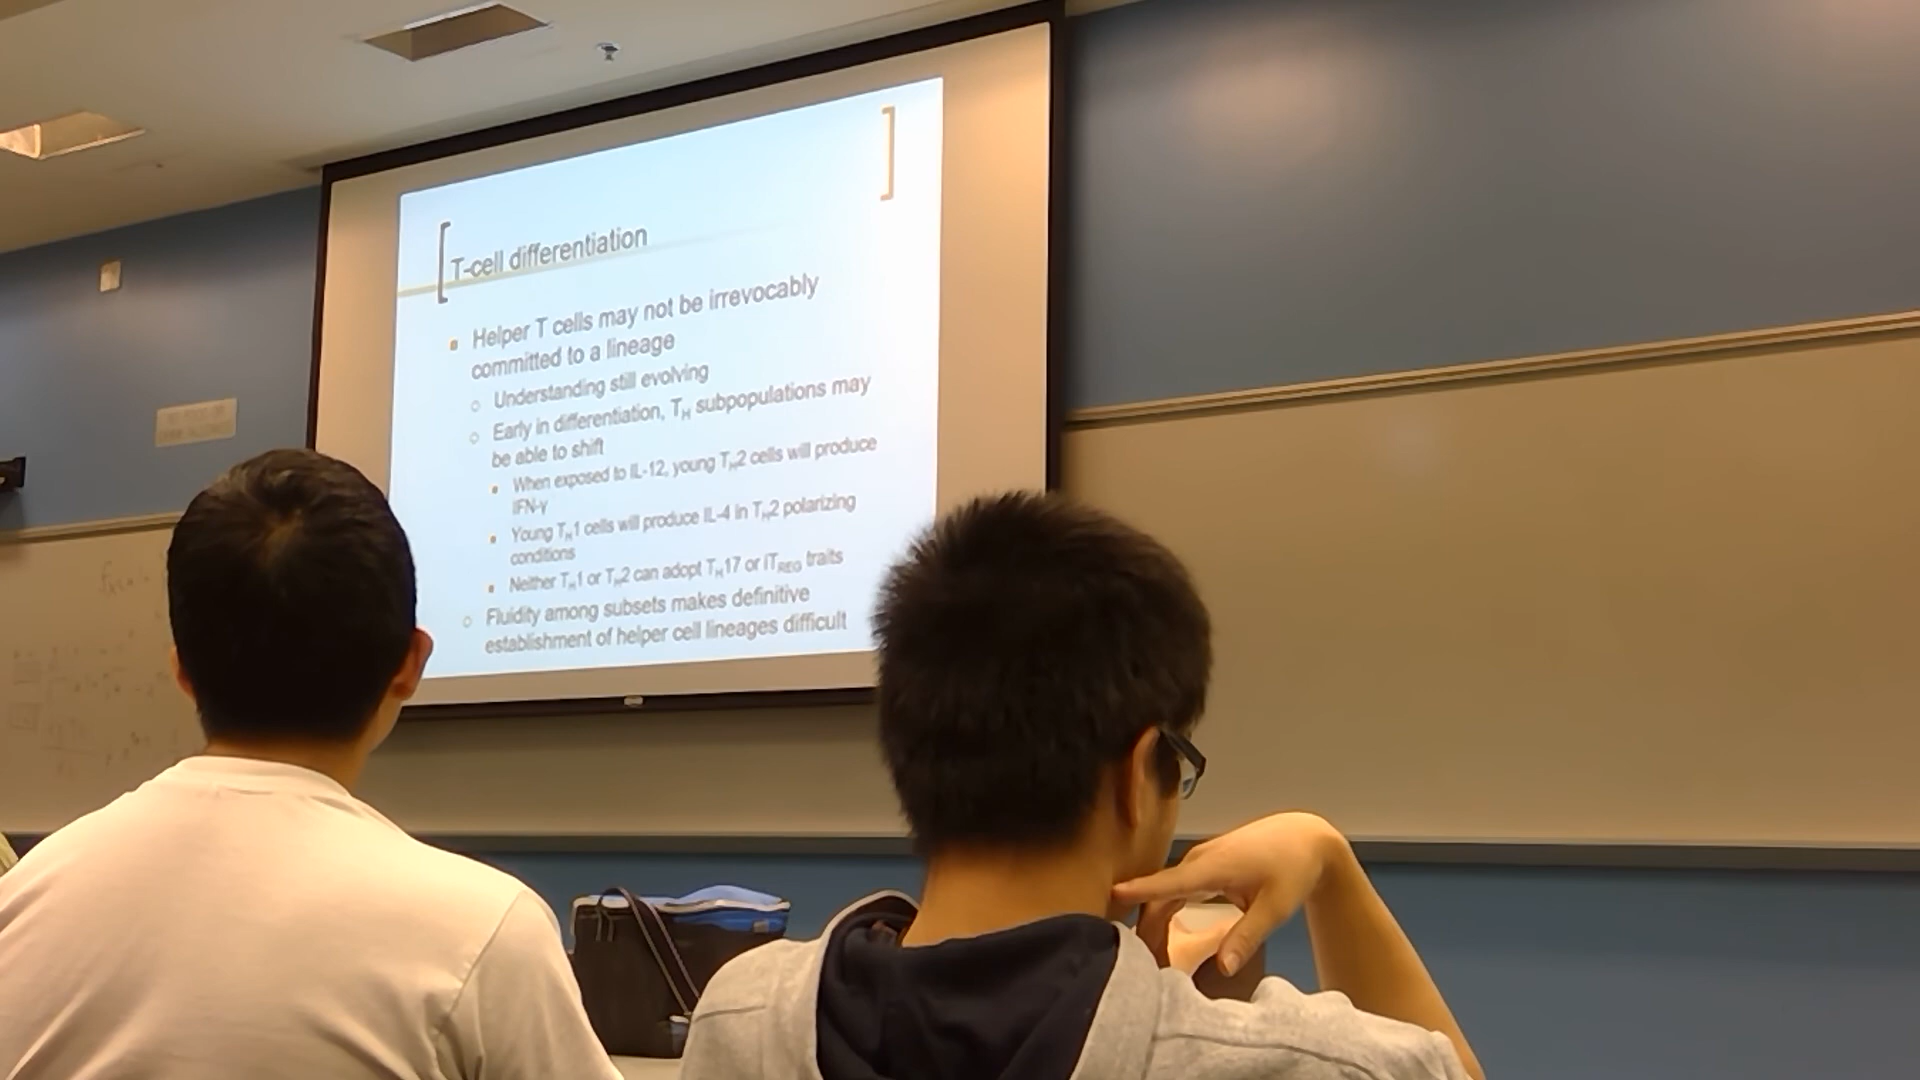 T-cell differentiation
Helper T cells may not be irrevocably
committed to a lineage
Understanding still evolving
Early in differentiation, TH subpopulations may
be able to shift
When exposed to IL-12, young TH2 cells will produce
IFN-γ
Young TH1 cells will produce IL-4 in TH2 polarizing
conditions
Neither TH1 or TH2 can adopt TH17 or iTREG traits
Fluidity among subsets makes definitive
establishment of helper cell lineages difficult